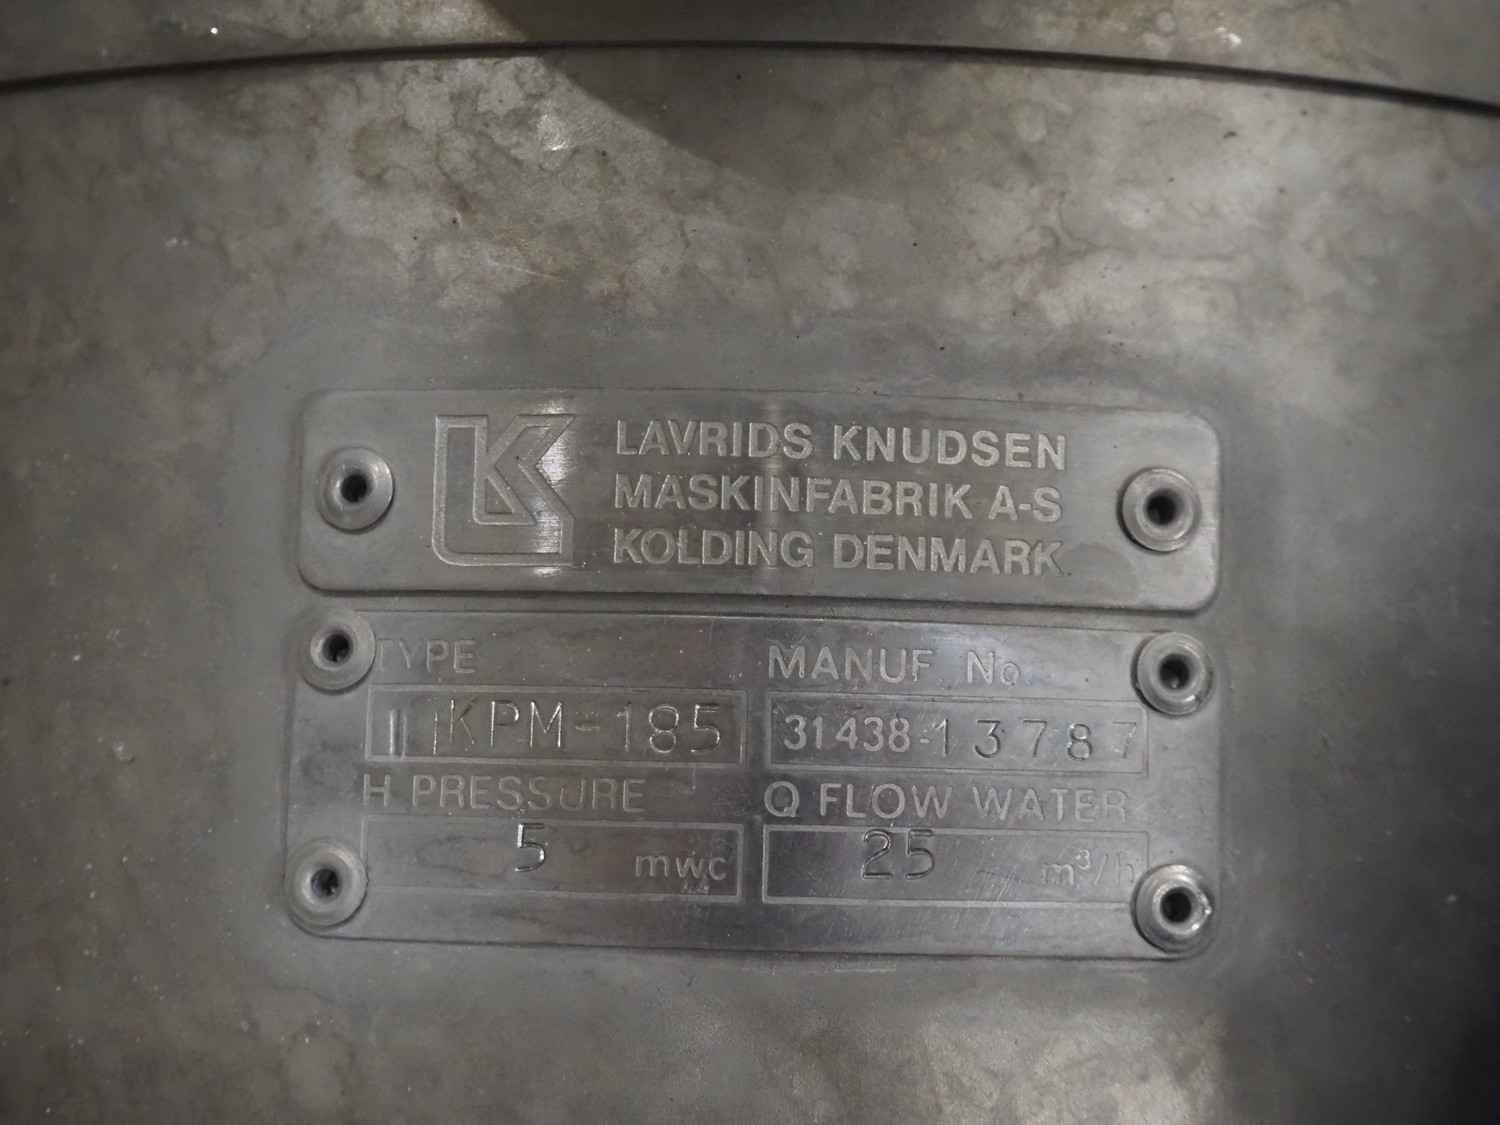 LK
LAVRIDS KNUDSEN
MASKINFABRIK A-S
KOLDING DENMARK
TYPE MANUF. No.
KPM-185 31438-13787
H PRESSURE Q FLOW WATER
5 mwc 25 m³/h